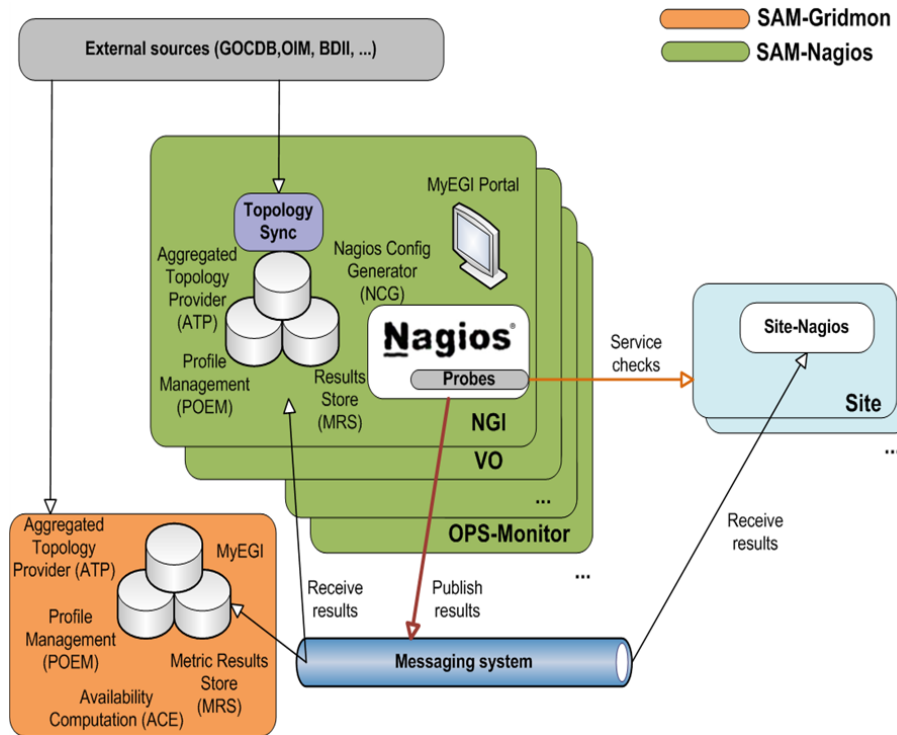 SAM-Gridmon
SAM-Nagios
External sources (GOCDB,OIM, BDII, ...)
MyEGI Portal
Topology
Sync
Aggregated
Topology
Provider
(ATP)
Nagios Config
Generator
(NCG)
Nagios®
Probes
Profile
Management
(POEM)
Results
Store
(MRS)
NGI
VO
...
OPS-Monitor
...
Service
checks
Site-Nagios
Site
...
Receive
results
Aggregated
Topology
Provider (ATP)
MyEGI
Profile
Management
(POEM)
Metric Results
Store
(MRS)
Availability
Computation (ACE)
Receive
results
Publish
results
Messaging system